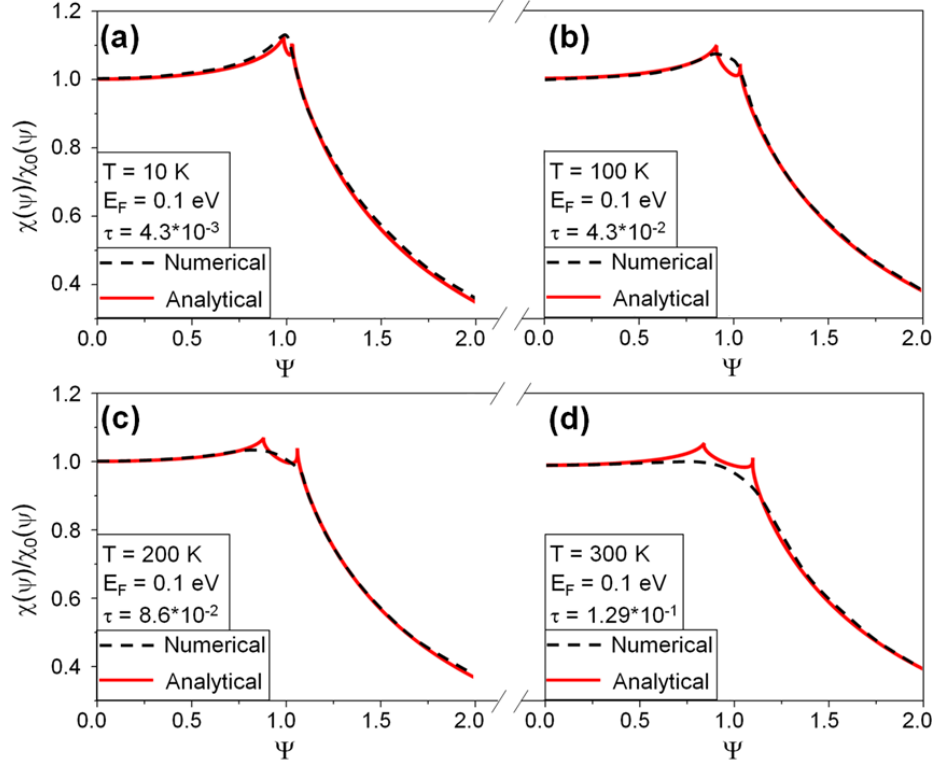 (a)
1.2
1.0
0.8
0.6
0.4
χ(ψ)/χ₀(ψ)
T = 10 K
E_F = 0.1 eV
τ = 4.3*10⁻³
Numerical
Analytical
0.0 0.5 1.0 1.5 2.0
Ψ
(b)
T = 100 K
E_F = 0.1 eV
τ = 4.3*10⁻²
Numerical
Analytical
0.0 0.5 1.0 1.5 2.0
Ψ
(c)
1.2
1.0
0.8
0.6
0.4
χ(ψ)/χ₀(ψ)
T = 200 K
E_F = 0.1 eV
τ = 8.6*10⁻²
Numerical
Analytical
0.0 0.5 1.0 1.5 2.0
Ψ
(d)
T = 300 K
E_F = 0.1 eV
τ = 1.29*10⁻¹
Numerical
Analytical
0.0 0.5 1.0 1.5 2.0
Ψ